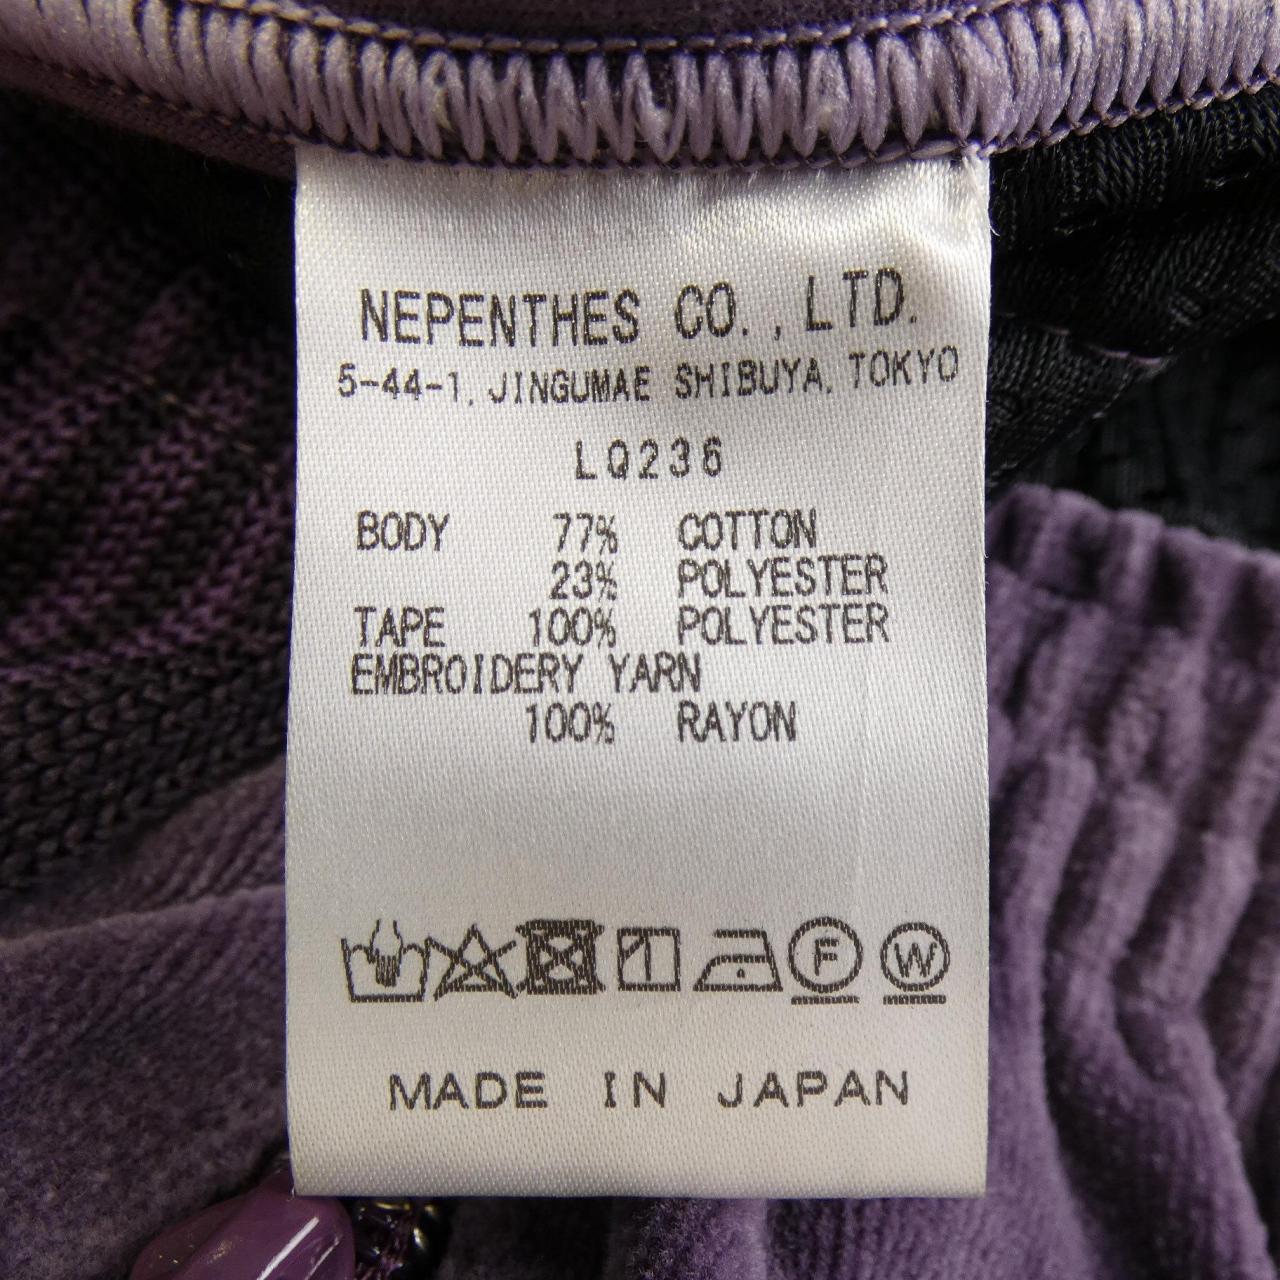 NEPENTHES CO., LTD.
5-44-1, JINGUMAE SHIBUYA, TOKYO
LQ236
BODY 77% COTTON
23% POLYESTER
TAPE 100% POLYESTER
EMBROIDERY YARN
100% RAYON
F W
MADE IN JAPAN